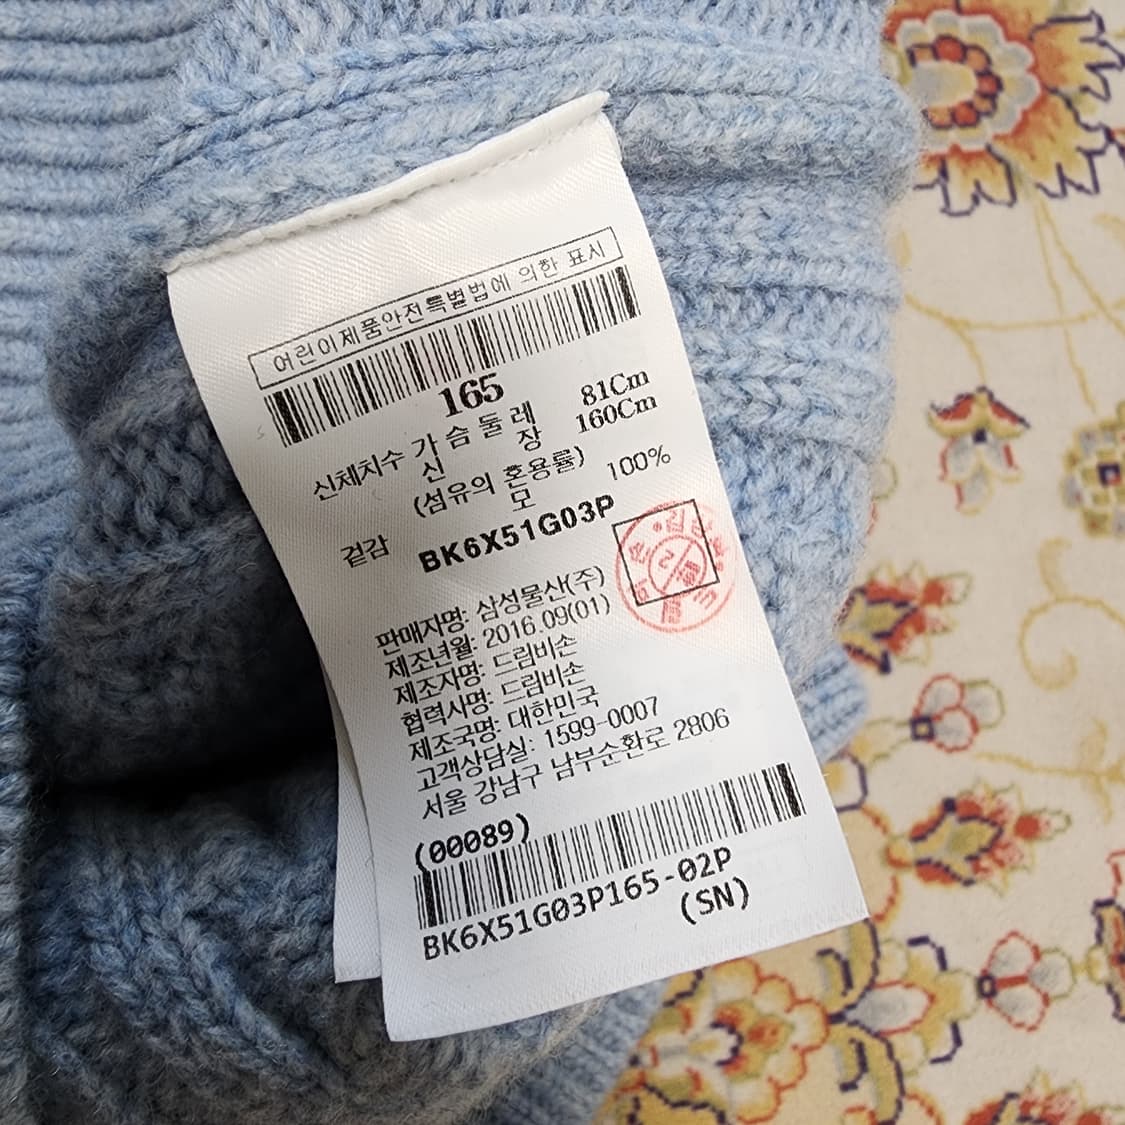 어린이제품안전특별법에 의한 표시
165
신체치수 가슴둘레 81Cm
신장 160Cm
(섬유의 혼용률)
겉감 모 100%
BK6X51G03P
판매자명: 삼성물산(주)
제조년월: 2016.09(01)
제조자명: 드림비손
협력사명: 드림비손
제조국명: 대한민국
고객상담실: 1599-0007
서울 강남구 남부순환로 2806
(00089)
BK6X51G03P165-02P
(SN)